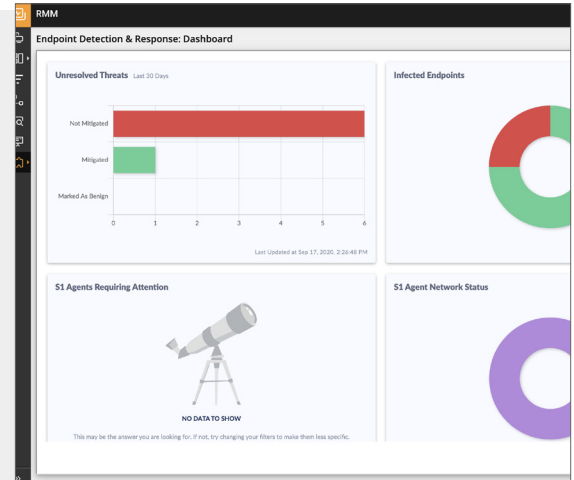 RMM
Endpoint Detection & Response: Dashboard
Unresolved Threats Last 30 Days
Not Mitigated
Mitigated
Marked As Benign
0 1 2 3 4 5 6
Last Updated at Sep 17, 2020, 2:26:48 PM
Infected Endpoints
S1 Agents Requiring Attention
NO DATA TO SHOW
This may be the answer you are looking for. If not, try changing your filters to make them less specific.
S1 Agent Network Status